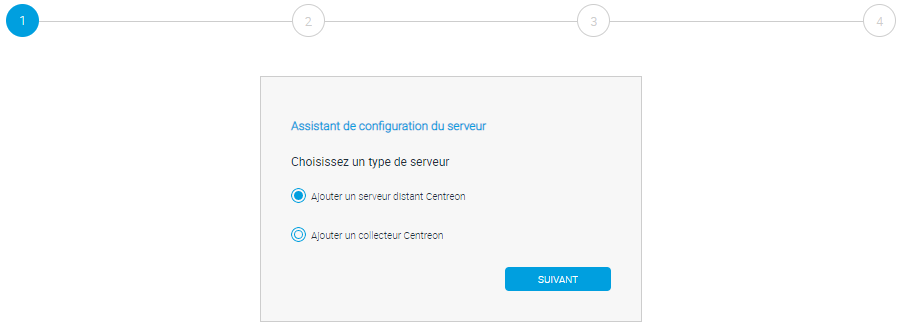 1 2 3 4
Assistant de configuration du serveur
Choisissez un type de serveur
Ajouter un serveur distant Centreon
Ajouter un collecteur Centreon
SUIVANT